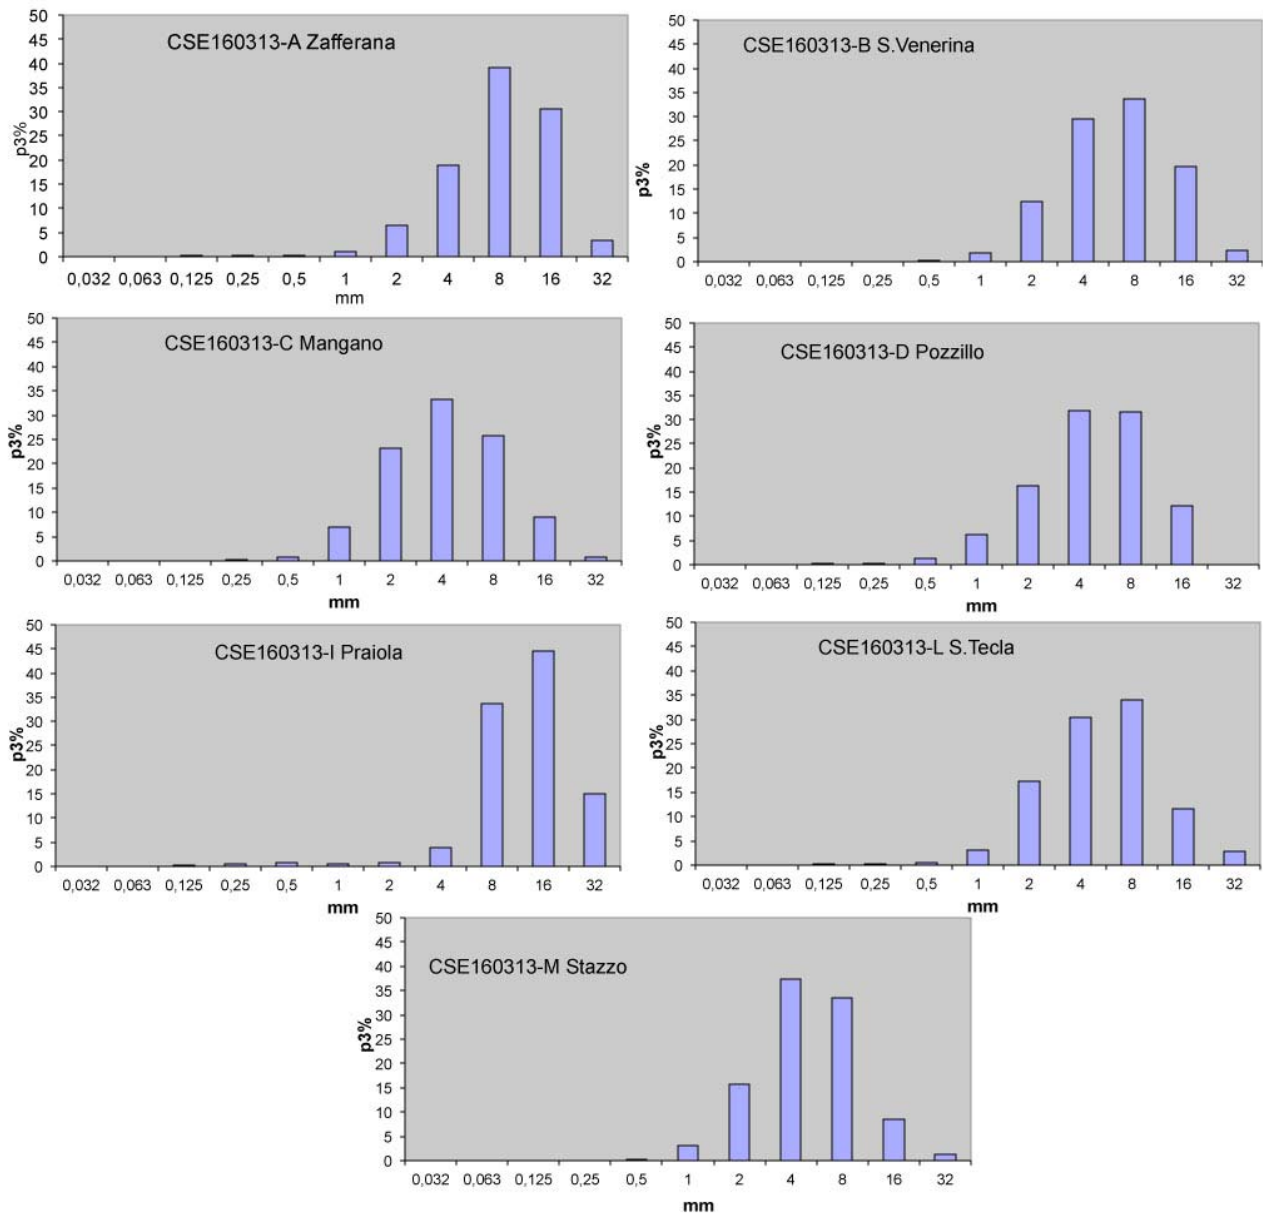 CSE160313-A Zafferana
p3%
50
45
40
35
30
25
20
15
10
5
0
0,032 0,063 0,125 0,25 0,5 1 2 4 8 16 32
mm
CSE160313-B S.Venerina
p3%
50
45
40
35
30
25
20
15
10
5
0
0,032 0,063 0,125 0,25 0,5 1 2 4 8 16 32
CSE160313-C Mangano
p3%
50
45
40
35
30
25
20
15
10
5
0
0,032 0,063 0,125 0,25 0,5 1 2 4 8 16 32
mm
CSE160313-D Pozzillo
p3%
50
45
40
35
30
25
20
15
10
5
0
0,032 0,063 0,125 0,25 0,5 1 2 4 8 16 32
mm
CSE160313-I Praiola
p3%
50
45
40
35
30
25
20
15
10
5
0
0,032 0,063 0,125 0,25 0,5 1 2 4 8 16 32
mm
CSE160313-L S.Tecla
p3%
50
45
40
35
30
25
20
15
10
5
0
0,032 0,063 0,125 0,25 0,5 1 2 4 8 16 32
mm
CSE160313-M Stazzo
p3%
50
45
40
35
30
25
20
15
10
5
0
0,032 0,063 0,125 0,25 0,5 1 2 4 8 16 32
mm